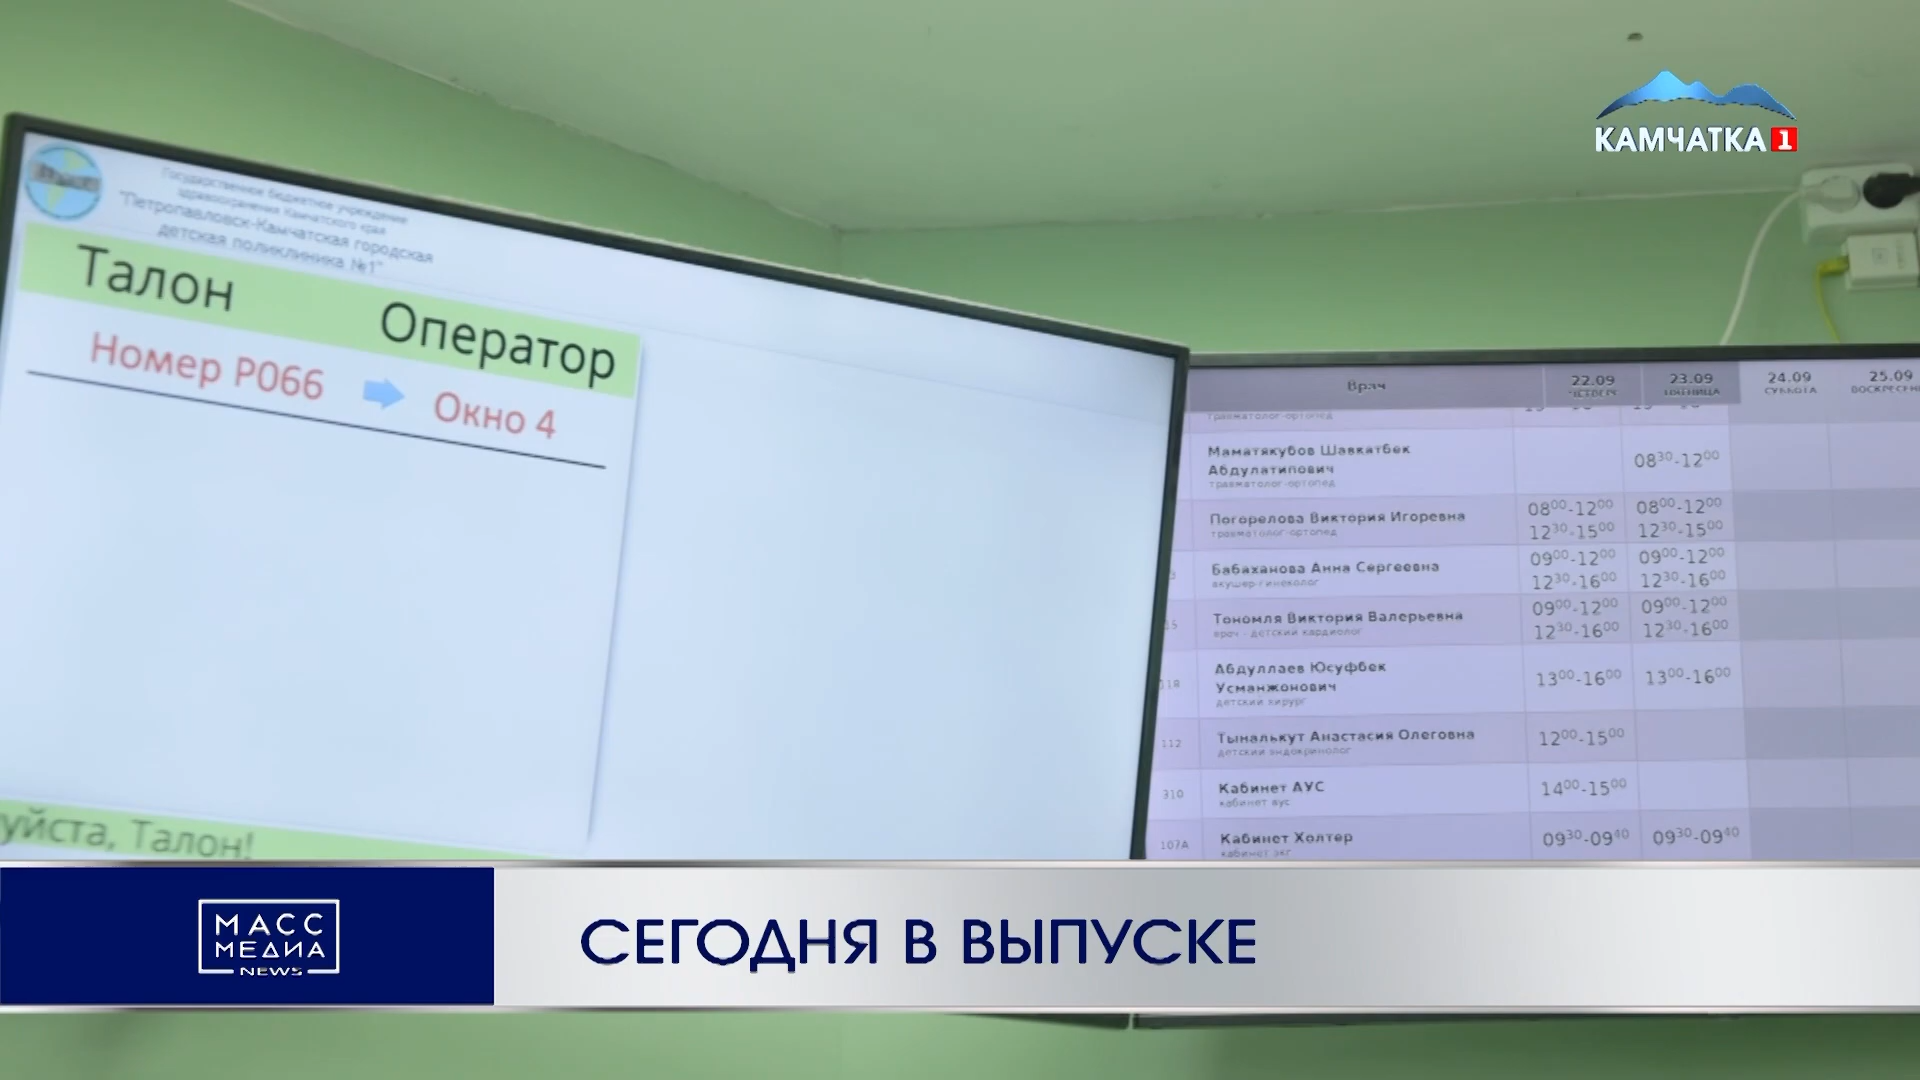 КАМЧАТКА 1
Государственное бюджетное учреждение
здравоохранения Камчатского края
"Петропавловск-Камчатская городская
детская поликлиника №1"
Талон Оператор
Номер Р066 Окно 4
уйста, Талон!
Врач 22.09 23.09 24.09 25.09
ЧЕТВЕРГ ПЯТНИЦА СУББОТА ВОСКРЕСЕН
травматолог-ортопед
Маматякубов Шавкатбек
Абдулатипович 08³⁰-12⁰⁰
травматолог-ортопед
Погорелова Виктория Игоревна 08⁰⁰-12⁰⁰ 08⁰⁰-12⁰⁰
травматолог-ортопед 12³⁰-15⁰⁰ 12³⁰-15⁰⁰
Бабаханова Анна Сергеевна 09⁰⁰-12⁰⁰ 09⁰⁰-12⁰⁰
акушер-гинеколог 12³⁰-16⁰⁰ 12³⁰-16⁰⁰
Тономля Виктория Валерьевна 09⁰⁰-12⁰⁰ 09⁰⁰-12⁰⁰
врач - детский кардиолог 12³⁰-16⁰⁰ 12³⁰-16⁰⁰
Абдуллаев Юсуфбек
Усманжонович 13⁰⁰-16⁰⁰ 13⁰⁰-16⁰⁰
детский хирург
112 Тыналькут Анастасия Олеговна 12⁰⁰-15⁰⁰
детский эндокринолог
310 Кабинет АУС 14⁰⁰-15⁰⁰
кабинет аус
107А Кабинет Холтер 09³⁰-09⁴⁰ 09³⁰-09⁴⁰
кабинет экг
МАСС
МЕДИА
NEWS
СЕГОДНЯ В ВЫПУСКЕ